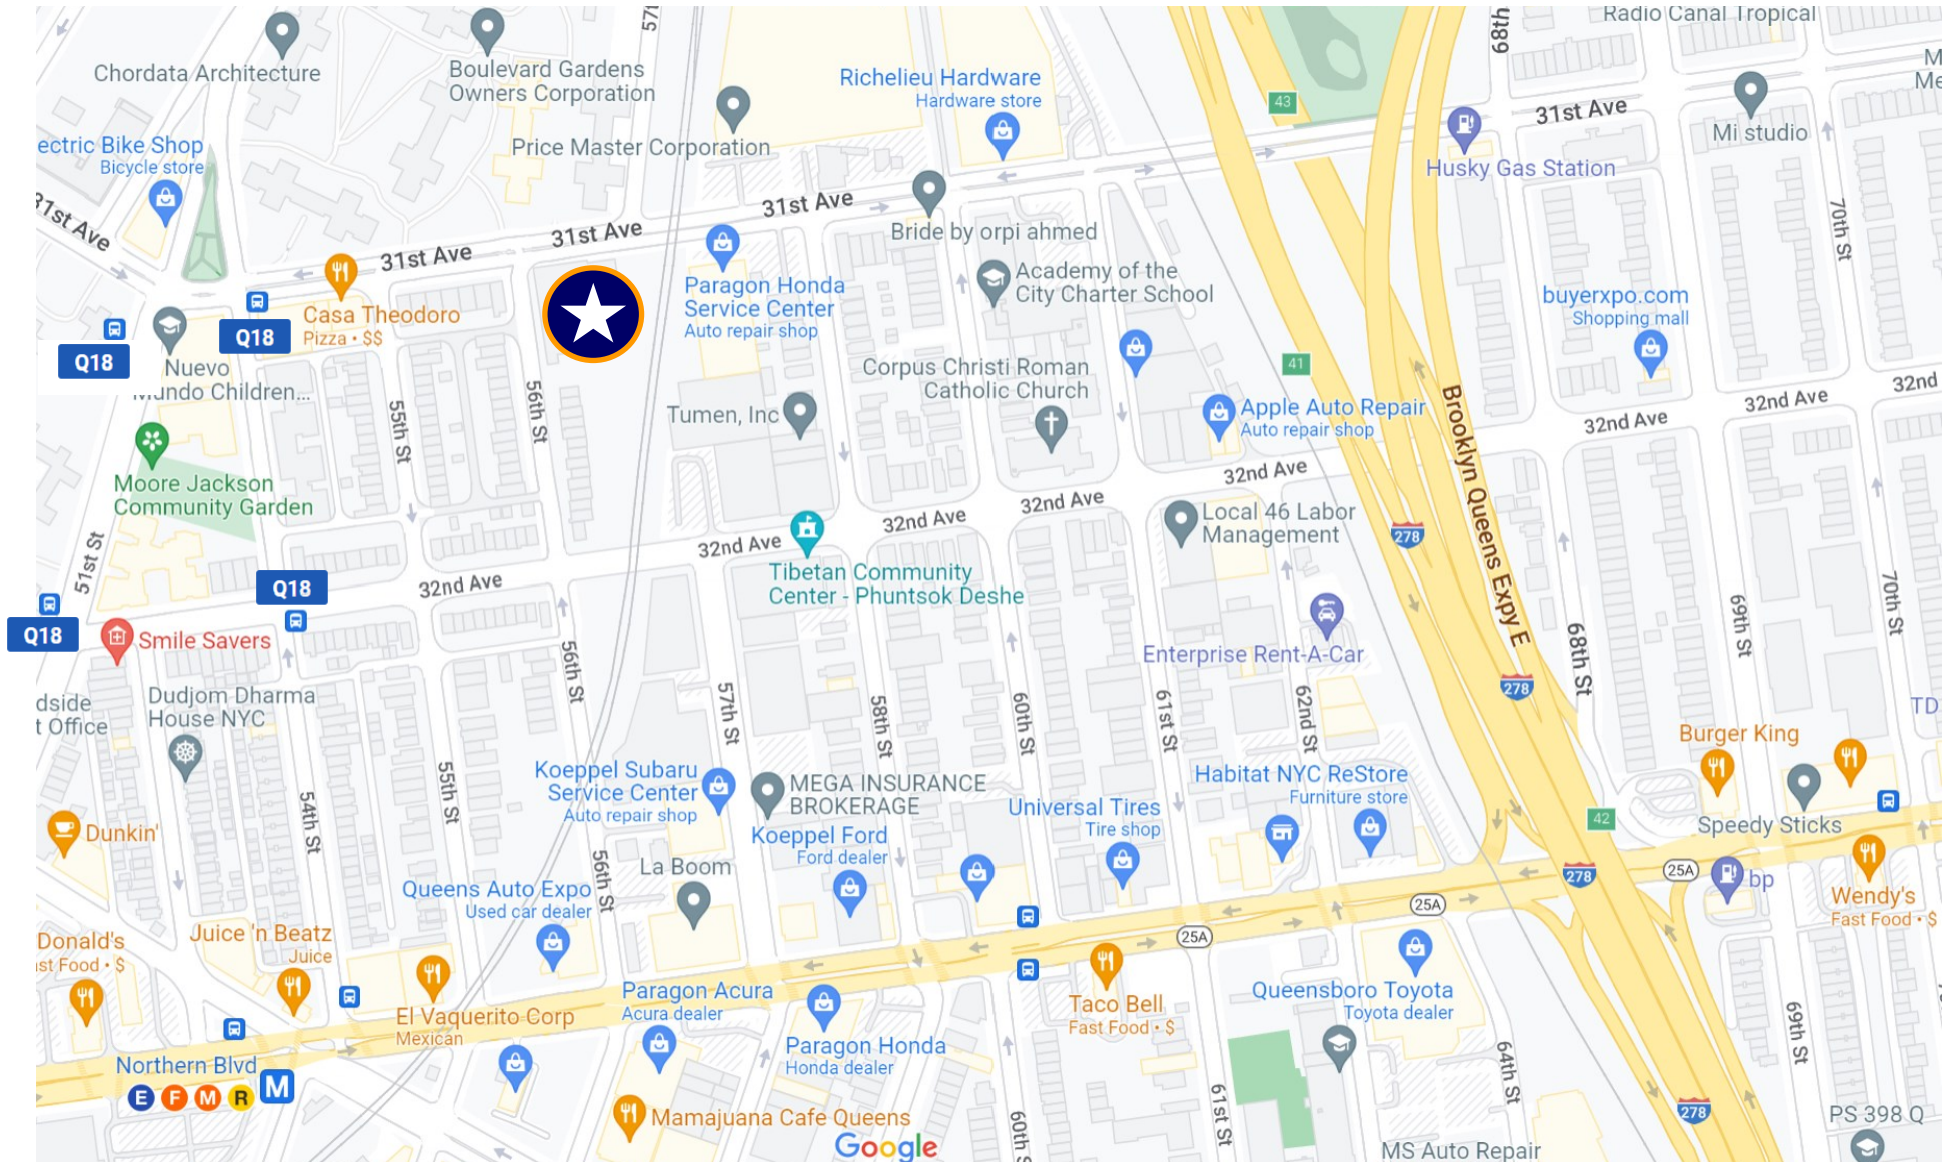 57t
68th
Radio Canal Tropical
M
Me
Chordata Architecture
Boulevard Gardens
Owners Corporation
Richelieu Hardware
Hardware store
43
31st Ave
Mi studio
Price Master Corporation
ectric Bike Shop
Bicycle store
Husky Gas Station
31st Ave
31st Ave
31st Ave
31st Ave
Bride by orpi ahmed
70th St
Paragon Honda
Service Center
Auto repair shop
Academy of the
City Charter School
buyerxpo.com
Shopping mall
Casa Theodoro
Pizza • $$
Q18
Q18
Nuevo
Mundo Children...
Corpus Christi Roman
Catholic Church
41
32nd
32nd Ave
32nd Ave
55th St
56th St
Tumen, Inc
Apple Auto Repair
Auto repair shop
Brooklyn Queens Expy E
Moore Jackson
Community Garden
32nd Ave
32nd Ave
32nd Ave
Local 46 Labor
Management
278
51st St
32nd Ave
32nd Ave
Tibetan Community
Center - Phuntsok Deshe
Q18
Q18
Smile Savers
70th St
69th St
68th St
Enterprise Rent-A-Car
278
dside
t Office
Dudjom Dharma
House NYC
56th St
57th St
58th St
60th St
61st St
62nd St
TD
Burger King
Koeppel Subaru
Service Center
Auto repair shop
MEGA INSURANCE
BROKERAGE
Habitat NYC ReStore
Furniture store
Universal Tires
Tire shop
42
Speedy Sticks
Dunkin'
54th St
55th St
Koeppel Ford
Ford dealer
La Boom
56th St
Queens Auto Expo
Used car dealer
278
25A
bp
Wendy's
Fast Food • $
25A
25A
Donald's
ast Food • $
Juice 'n Beatz
Juice
El Vaquerito Corp
Mexican
Paragon Acura
Acura dealer
Taco Bell
Fast Food • $
Queensboro Toyota
Toyota dealer
69th St
Paragon Honda
Honda dealer
Northern Blvd
M
E F M R
64th St
61st St
60th S
278
Mamajuana Cafe Queens
PS 398 Q
Google
MS Auto Repair